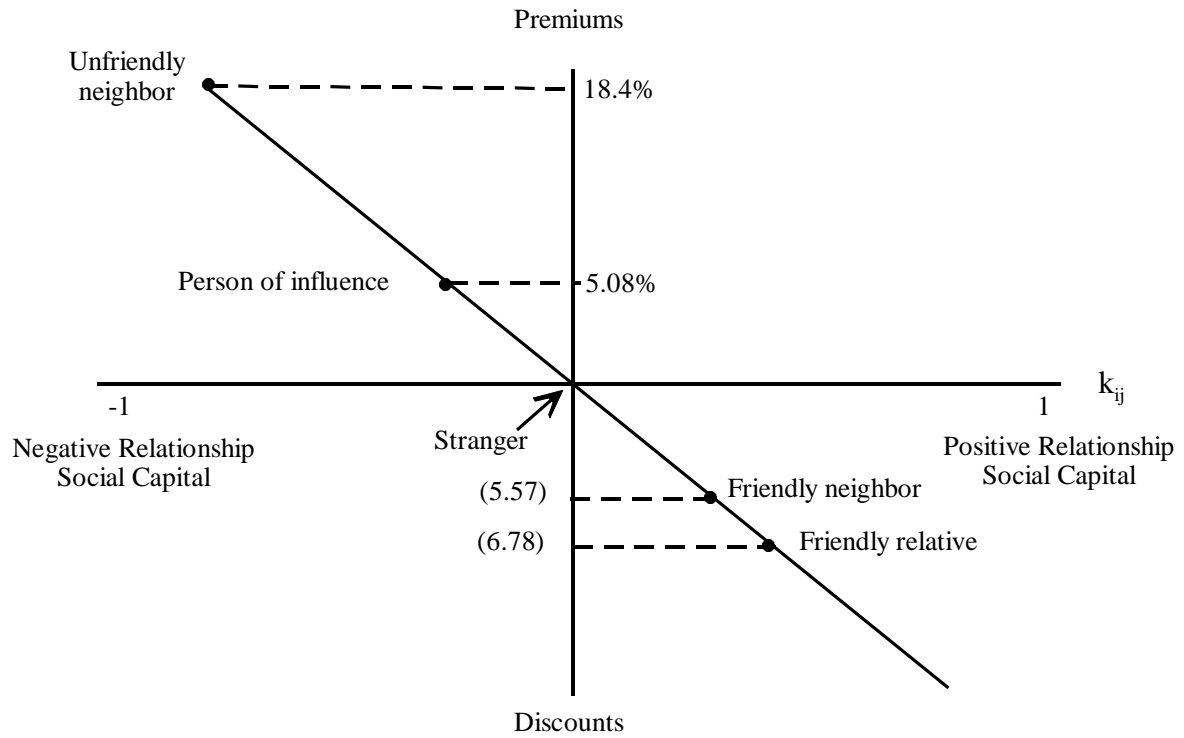 Premiums
Unfriendly
neighbor
18.4%
Person of influence
5.08%
k_ij
-1
1
Stranger
Negative Relationship
Social Capital
Positive Relationship
Social Capital
(5.57)
Friendly neighbor
(6.78)
Friendly relative
Discounts